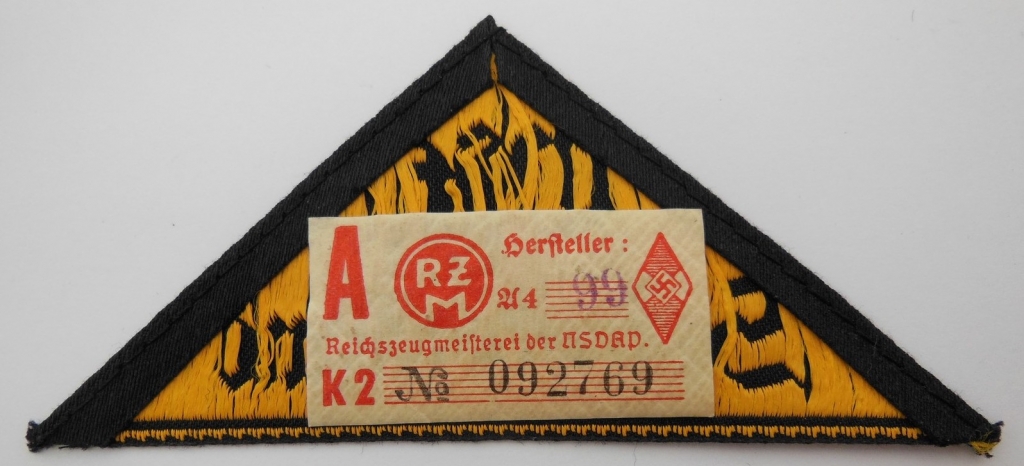 A RZM Hersteller:
A4 99
Reichszeugmeisterei der NSDAP.
K2 No 092769